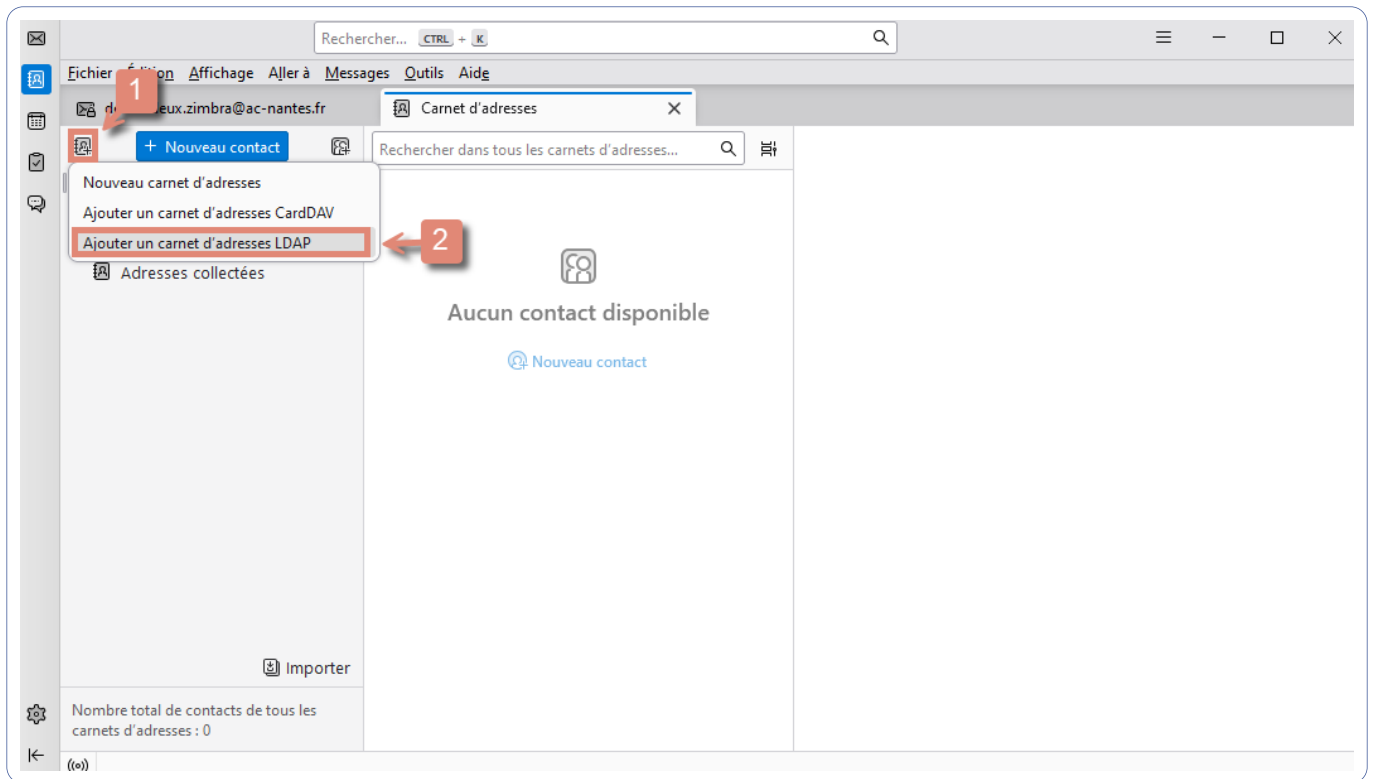 Rechercher... CTRL + K
Fichier Édition Affichage Aller à Messages Outils Aide
1
eux.zimbra@ac-nantes.fr
Carnet d'adresses
+ Nouveau contact
Rechercher dans tous les carnets d'adresses...
Nouveau carnet d'adresses
Ajouter un carnet d'adresses CardDAV
Ajouter un carnet d'adresses LDAP
2
Adresses collectées
Aucun contact disponible
Nouveau contact
Importer
Nombre total de contacts de tous les
carnets d'adresses : 0